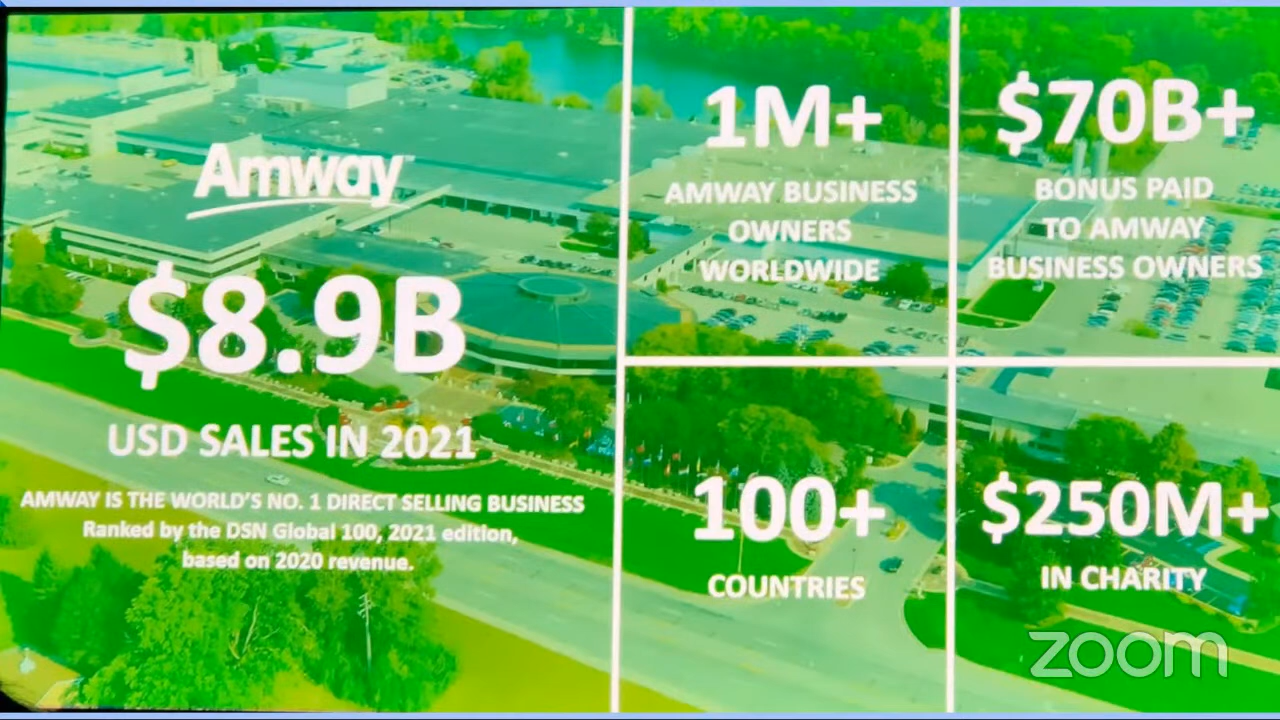 Amway
$8.9B
USD SALES IN 2021
AMWAY IS THE WORLD'S NO. 1 DIRECT SELLING BUSINESS
Ranked by the DSN Global 100, 2021 edition,
based on 2020 revenue.
1M+
AMWAY BUSINESS
OWNERS
WORLDWIDE
$70B+
BONUS PAID
TO AMWAY
BUSINESS OWNERS
100+
COUNTRIES
$250M+
IN CHARITY
zoom